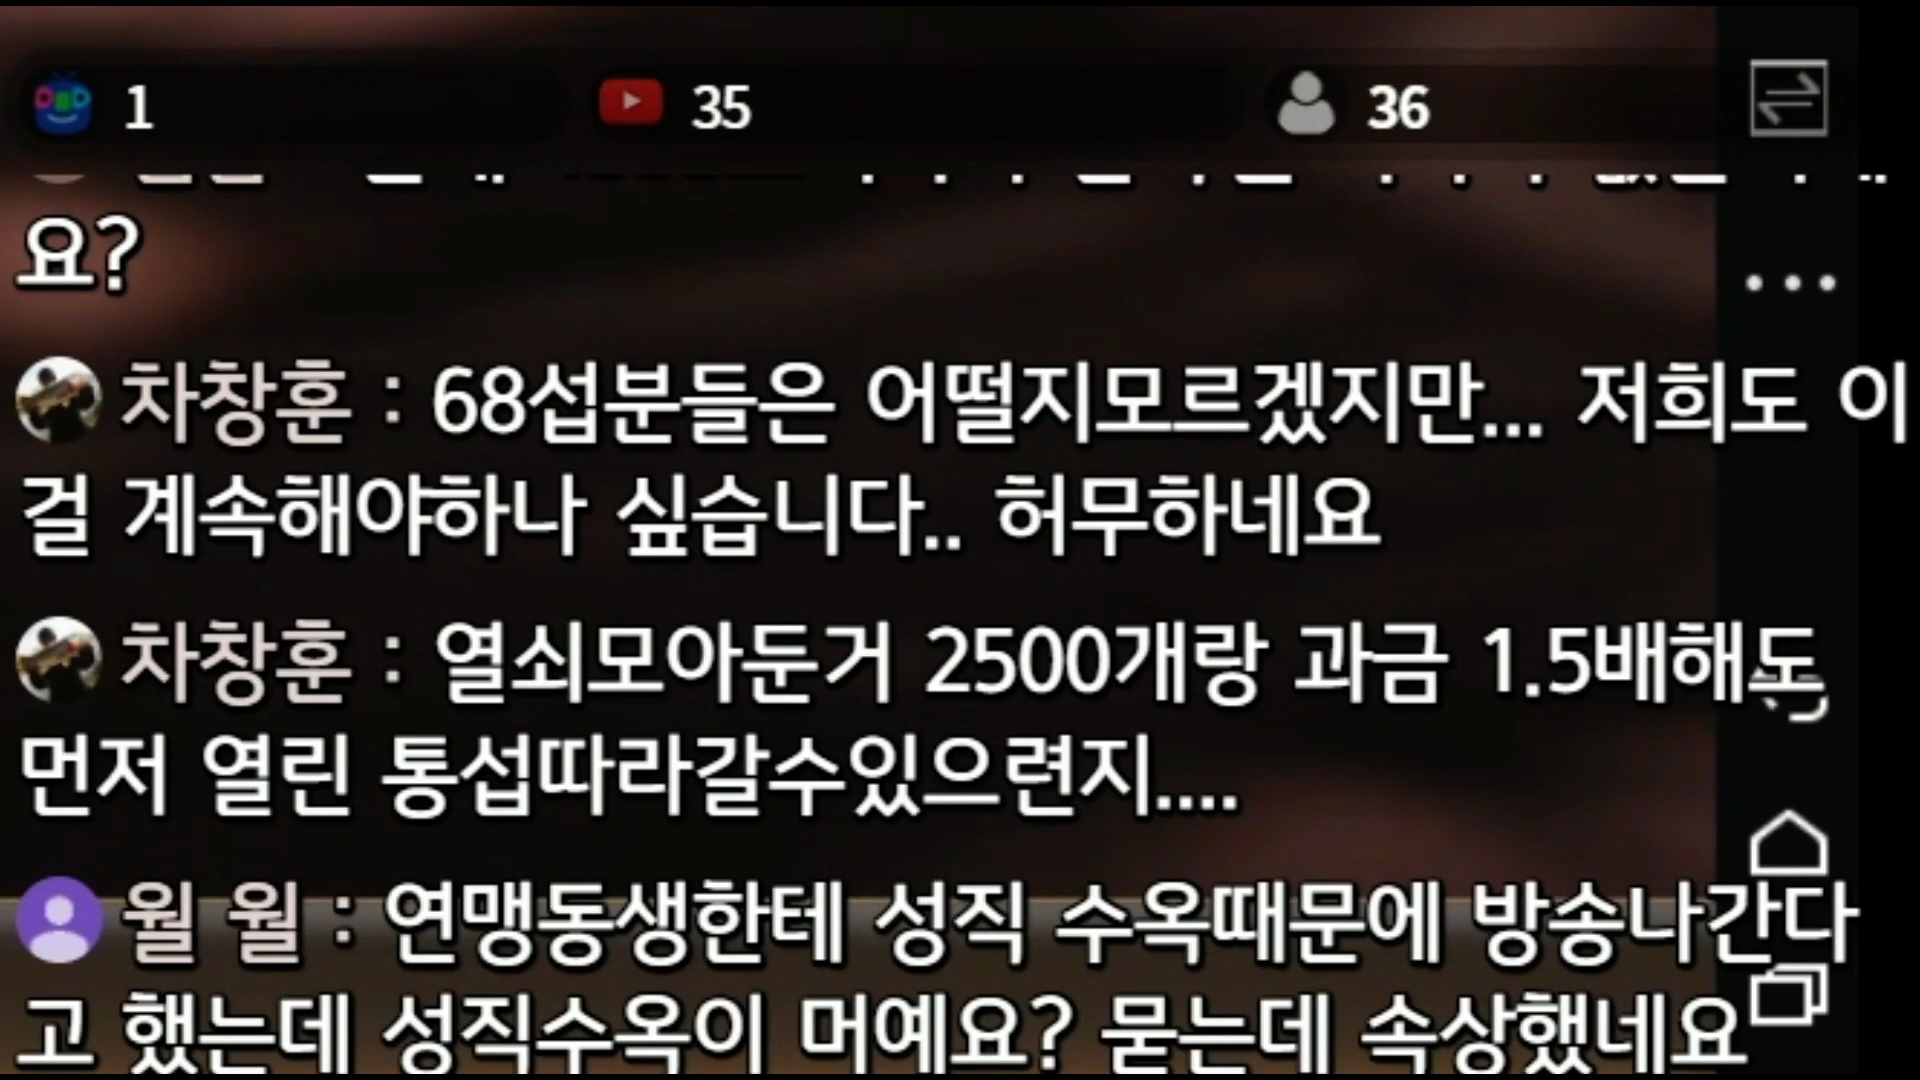 1
35
36
요?
차창훈 : 68섭분들은 어떨지모르겠지만... 저희도 이
걸 계속해야하나 싶습니다.. 허무하네요
차창훈 : 열쇠모아둔거 2500개랑 과금 1.5배해도
먼저 열린 통섭따라갈수있으련지....
월 월 : 연맹동생한테 성직 수옥때문에 방송나간다
고 했는데 성직수옥이 머예요? 묻는데 속상했네요